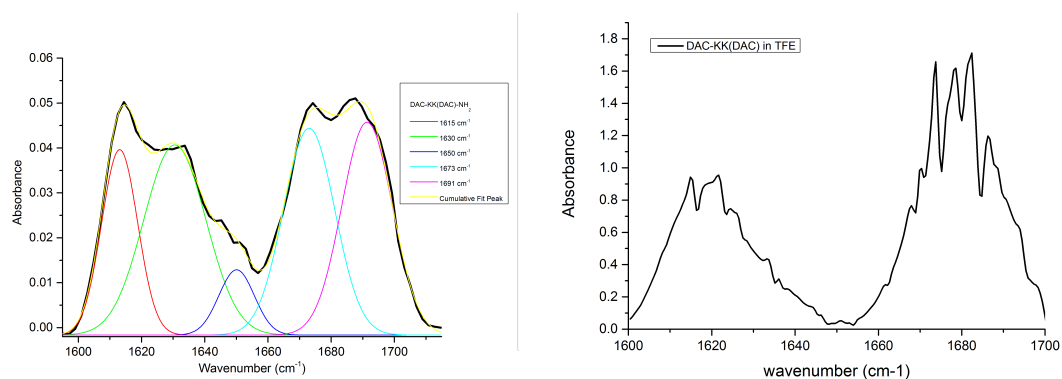 0.06
0.05
0.04
0.03
0.02
0.01
0.00
Absorbance
1600
1620
1640
1660
1680
1700
Wavenumber (cm-1)
DAC-KK(DAC)-NH2
1615 cm-1
1630 cm-1
1650 cm-1
1673 cm-1
1691 cm-1
Cumulative Fit Peak
1.8
1.6
1.4
1.2
1.0
0.8
0.6
0.4
0.2
0.0
Absorbance
DAC-KK(DAC) in TFE
1600
1620
1640
1660
1680
1700
wavenumber (cm-1)